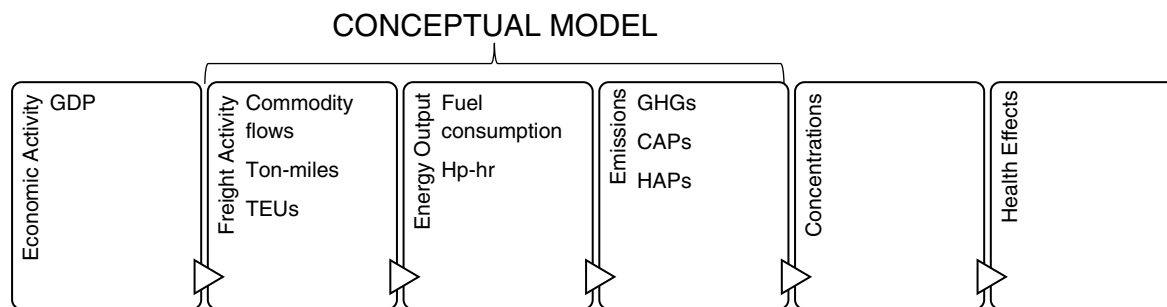 CONCEPTUAL MODEL
Economic Activity
GDP
Freight Activity
Commodity
flows
Ton-miles
TEUs
Energy Output
Fuel
consumption
Hp-hr
Emissions
GHGs
CAPs
HAPs
Concentrations
Health Effects